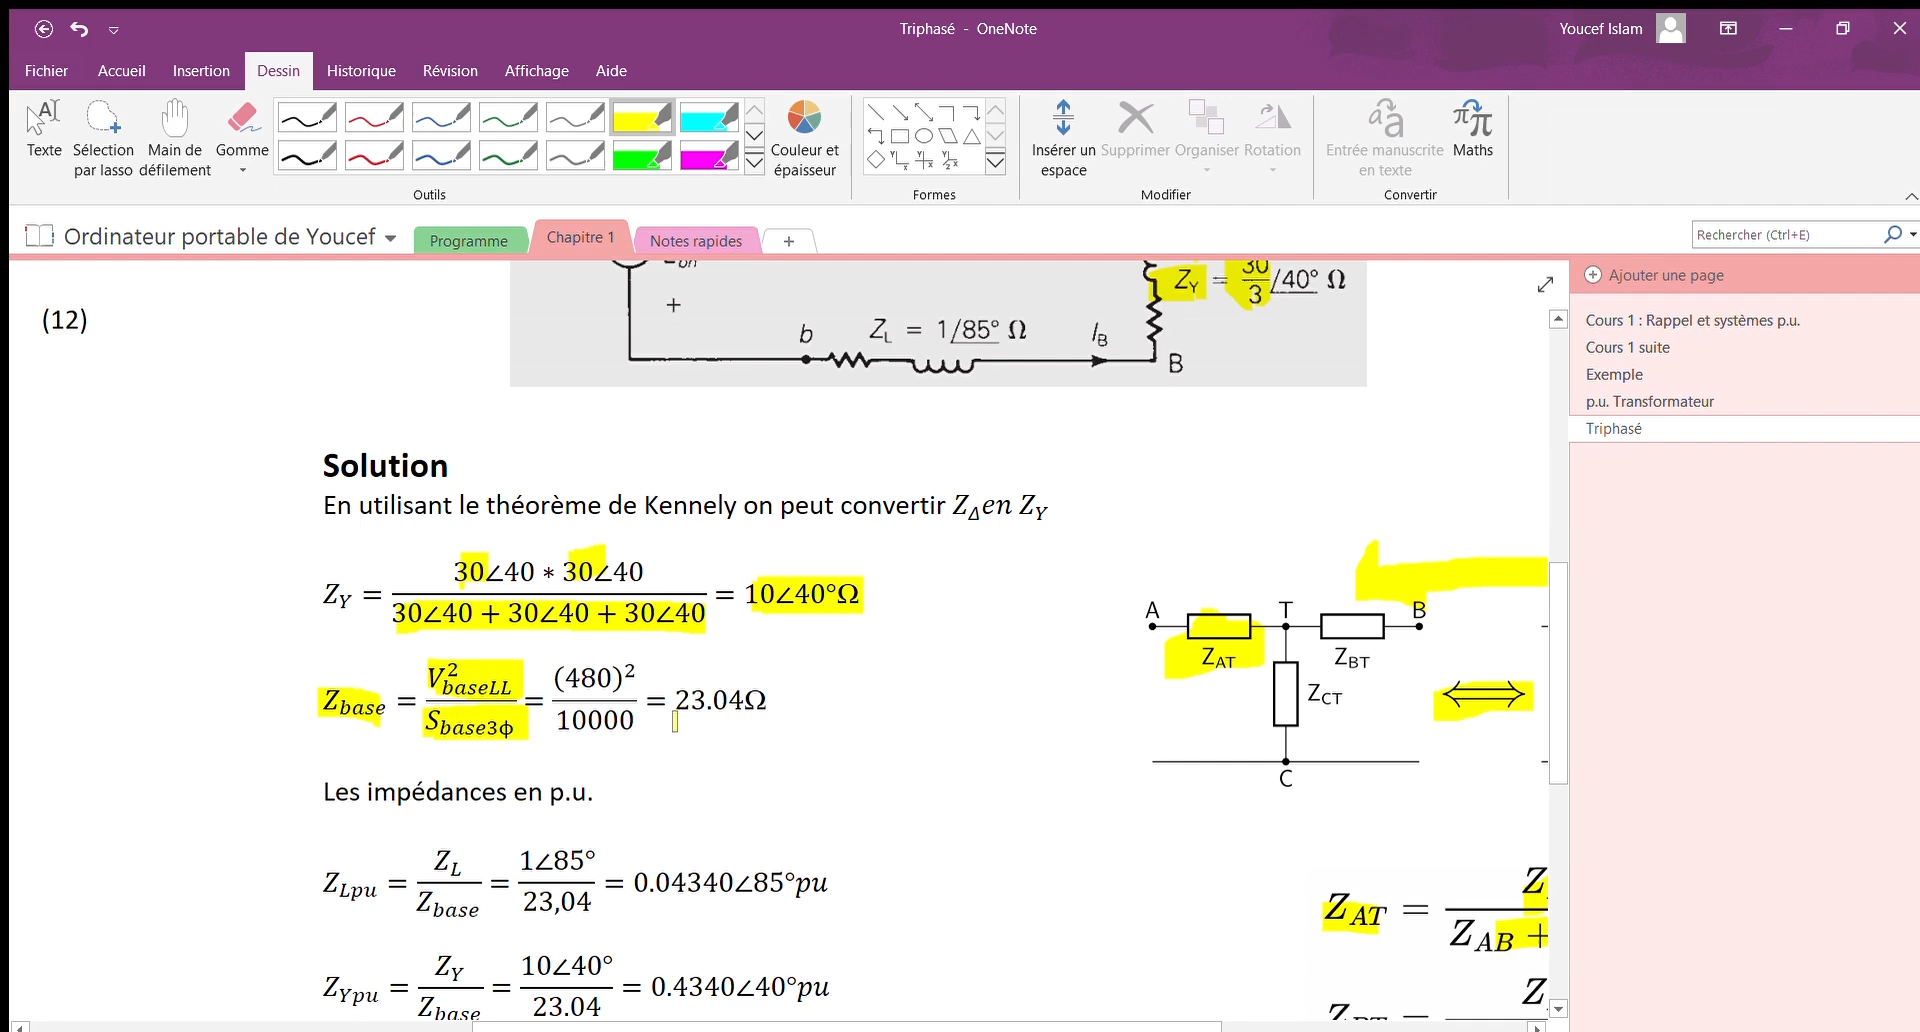 Triphasé - OneNote
Youcef Islam
Fichier Accueil Insertion Dessin Historique Révision Affichage Aide
Texte
Sélection par lasso
Main de défilement
Gomme
Couleur et épaisseur
Insérer un espace
Supprimer
Organiser
Rotation
Entrée manuscrite en texte
Maths
Outils
Formes
Modifier
Convertir
Ordinateur portable de Youcef
Programme
Chapitre 1
Notes rapides
+
Rechercher (Ctrl+E)
Ajouter une page
Cours 1 : Rappel et systèmes p.u.
Cours 1 suite
Exemple
p.u. Transformateur
Triphasé
(12)
+
Z_Y = 30/3 /40° Ω
b Z_L = 1/85° Ω I_B
B
Solution
En utilisant le théorème de Kennely on peut convertir Z_Δ en Z_Y
Z_Y = (30∠40 * 30∠40)/(30∠40 + 30∠40 + 30∠40) = 10∠40°Ω
Z_base = V²_baseLL / S_base3ϕ = (480)²/10000 = 23.04Ω
A T B
Z_AT Z_BT
Z_CT
C
Les impédances en p.u.
Z_Lpu = Z_L/Z_base = 1∠85°/23,04 = 0.04340∠85°pu
Z_Ypu = Z_Y/Z_base = 10∠40°/23.04 = 0.4340∠40°pu
Z_AT = Z/Z_AB +
Z